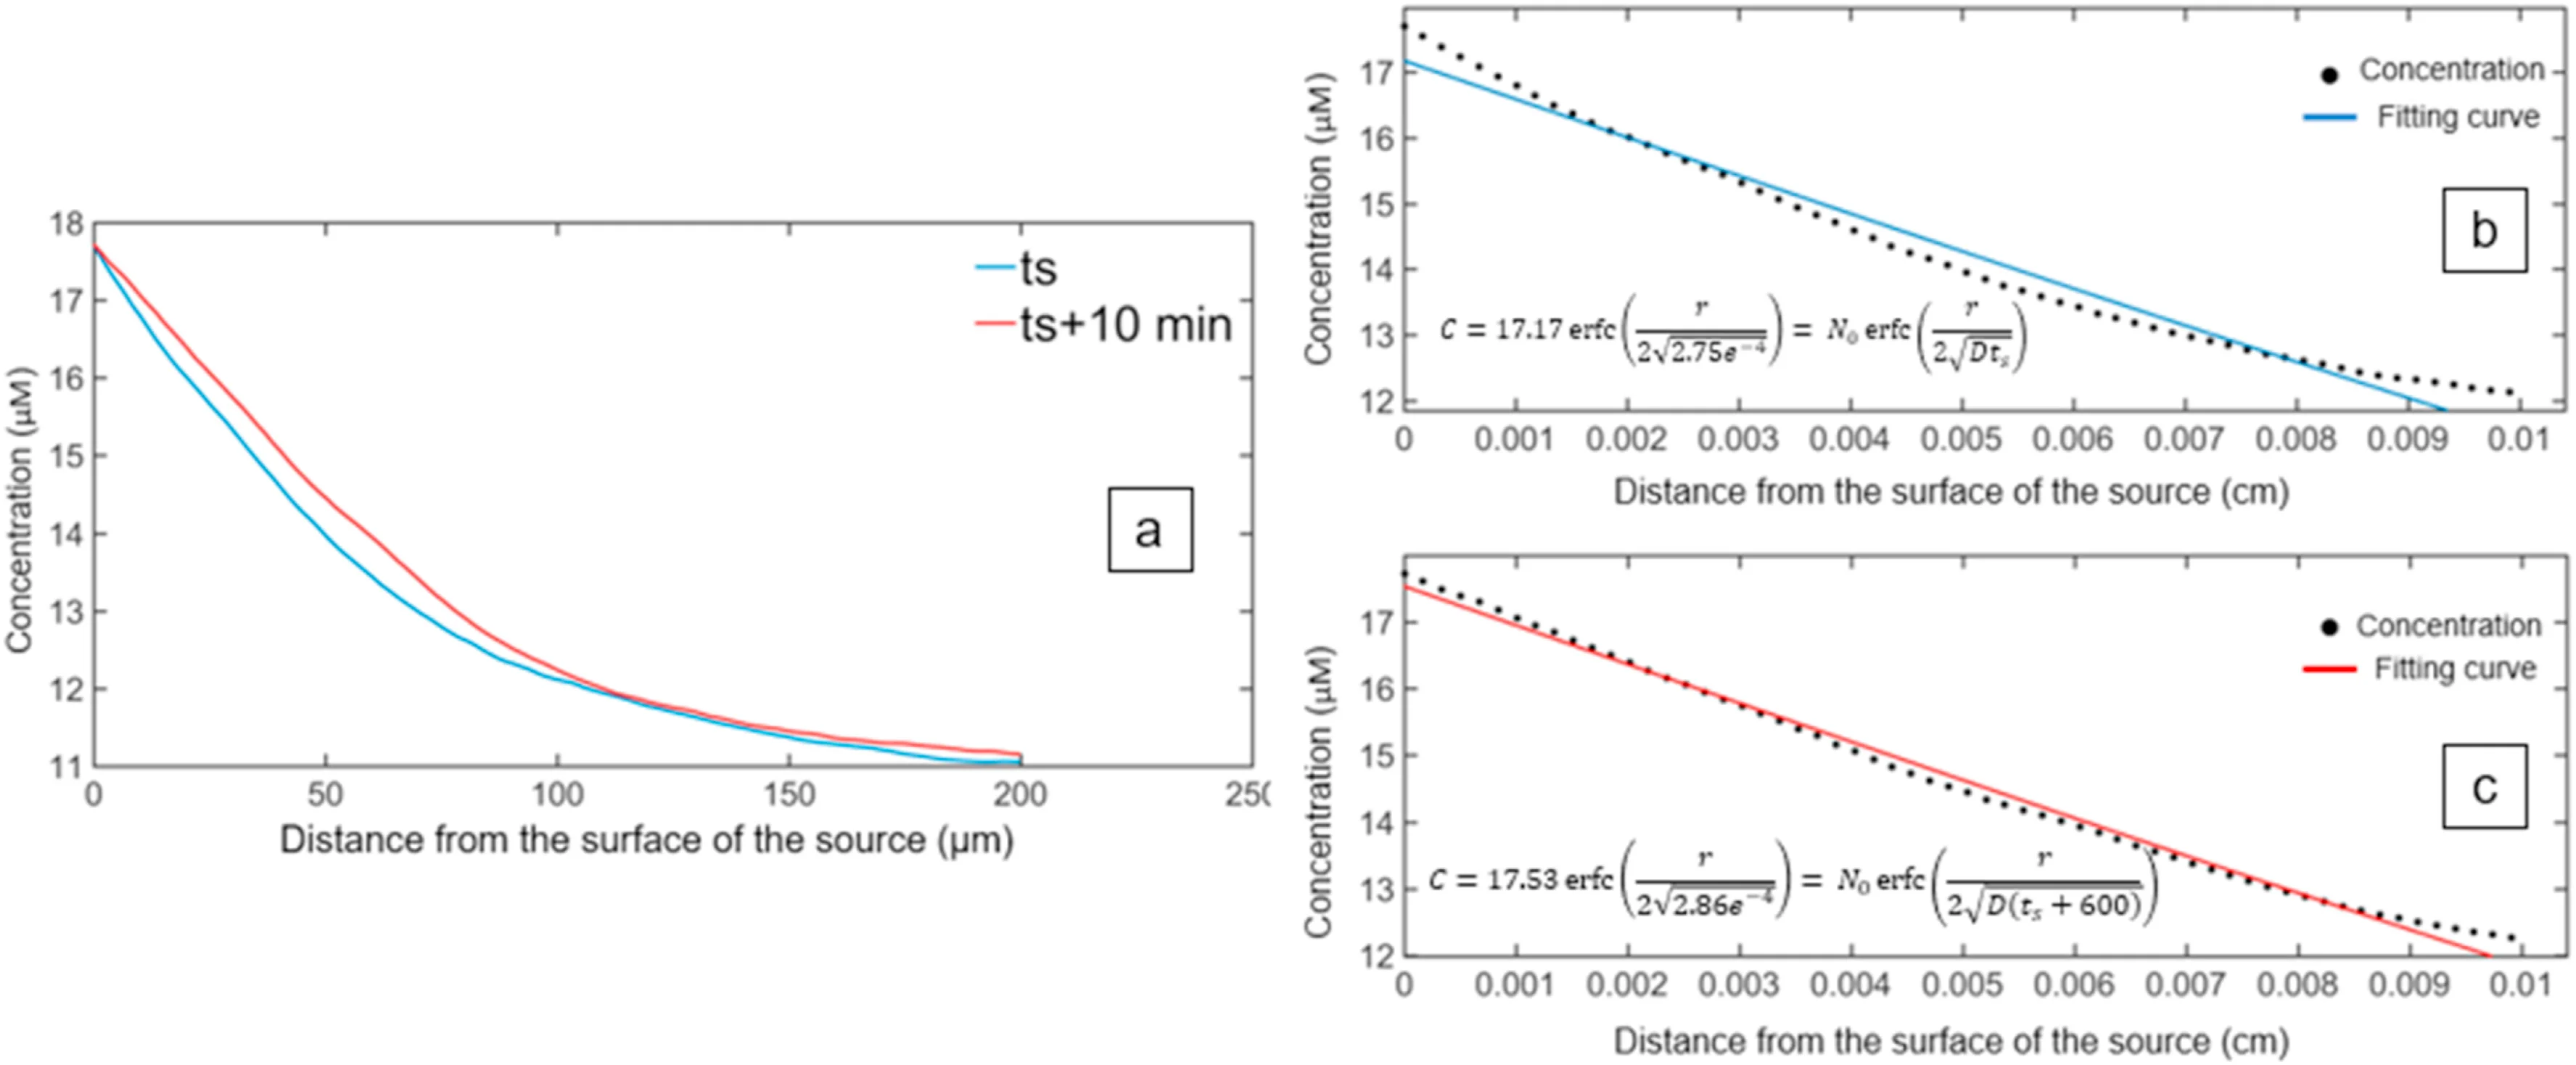 18
17
16
15
14
13
12
11
Concentration (µM)
ts
ts+10 min
a
0 50 100 150 200
Distance from the surface of the source (µm)
17
16
15
14
13
12
Concentration (µM)
Concentration
Fitting curve
b
C = 17.17 erfc(r / 2√2.75e⁻⁴) = N₀ erfc(r / 2√Dtₛ)
0 0.001 0.002 0.003 0.004 0.005 0.006 0.007 0.008 0.009 0.01
Distance from the surface of the source (cm)
17
16
15
14
13
12
Concentration (µM)
Concentration
Fitting curve
c
C = 17.53 erfc(r / 2√2.86e⁻⁴) = N₀ erfc(r / 2√D(tₛ + 600))
0 0.001 0.002 0.003 0.004 0.005 0.006 0.007 0.008 0.009 0.01
Distance from the surface of the source (cm)